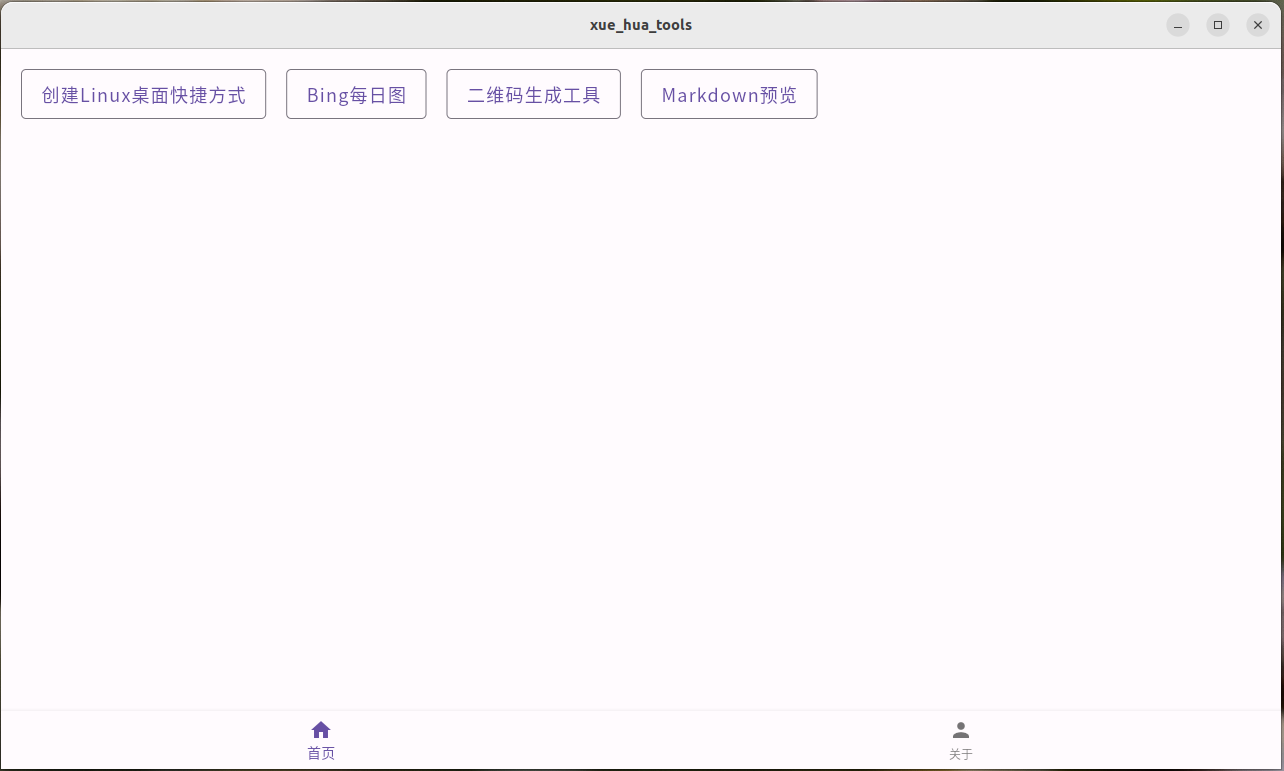 xue_hua_tools
创建Linux桌面快捷方式
Bing每日图
二维码生成工具
Markdown预览
首页
关于